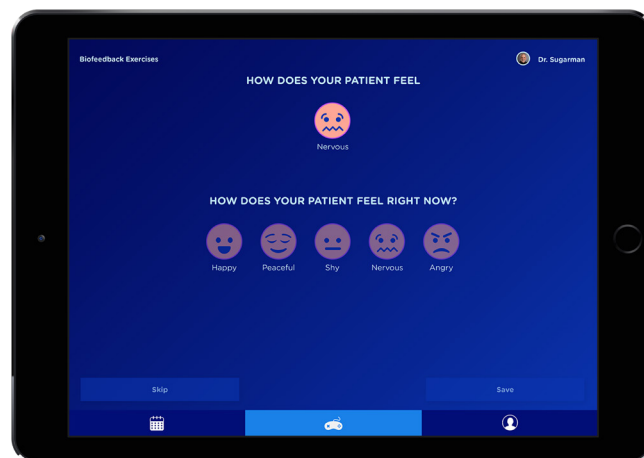 Biofeedback Exercises
Dr. Sugarman
HOW DOES YOUR PATIENT FEEL
Nervous
HOW DOES YOUR PATIENT FEEL RIGHT NOW?
Happy Peaceful Shy Nervous Angry
Skip Save